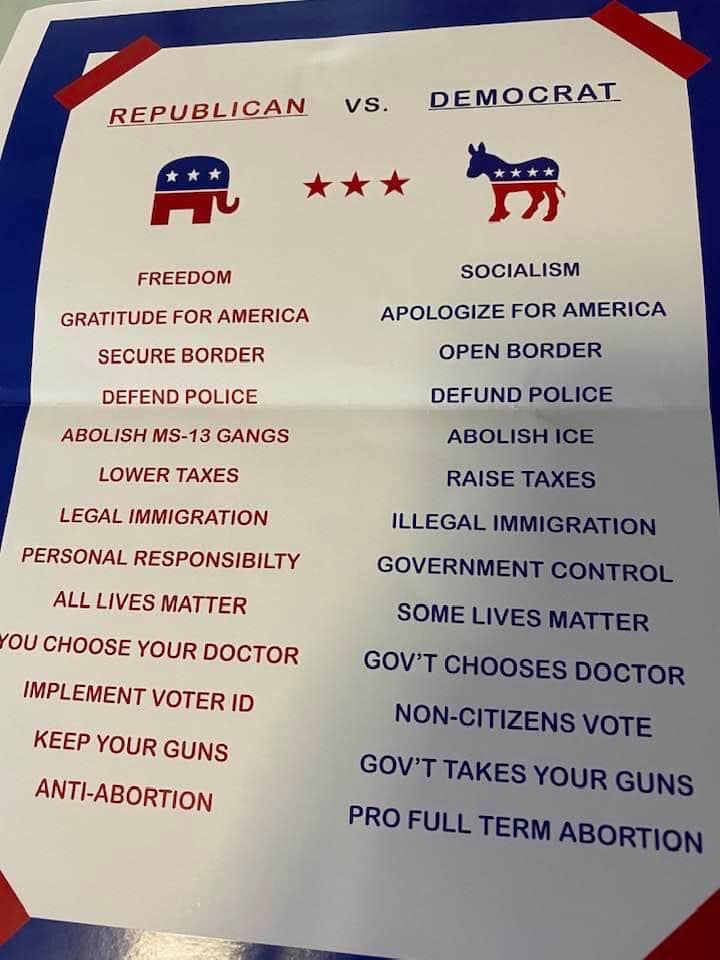 REPUBLICAN VS. DEMOCRAT
FREEDOM SOCIALISM
GRATITUDE FOR AMERICA APOLOGIZE FOR AMERICA
SECURE BORDER OPEN BORDER
DEFEND POLICE DEFUND POLICE
ABOLISH MS-13 GANGS ABOLISH ICE
LOWER TAXES RAISE TAXES
LEGAL IMMIGRATION ILLEGAL IMMIGRATION
PERSONAL RESPONSIBILTY GOVERNMENT CONTROL
ALL LIVES MATTER SOME LIVES MATTER
YOU CHOOSE YOUR DOCTOR GOV'T CHOOSES DOCTOR
IMPLEMENT VOTER ID NON-CITIZENS VOTE
KEEP YOUR GUNS GOV'T TAKES YOUR GUNS
ANTI-ABORTION PRO FULL TERM ABORTION